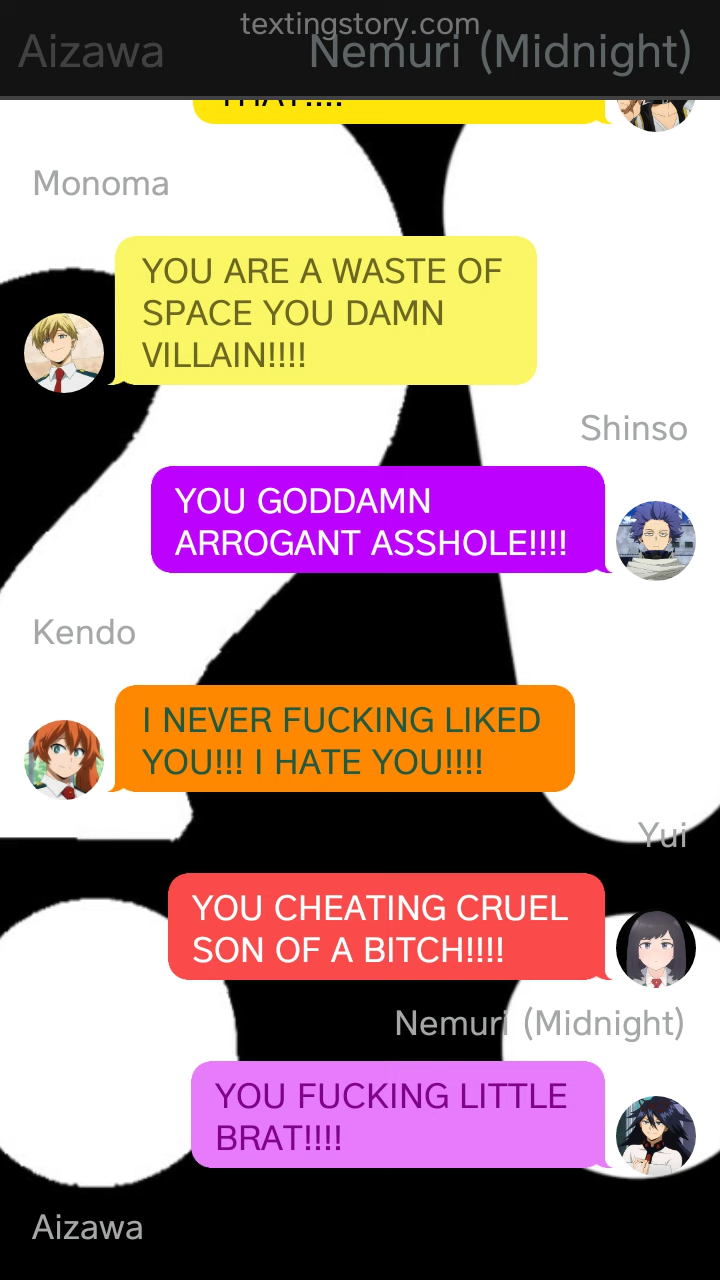 textingstory.com
Aizawa
Nemuri (Midnight)
THAT!!!!
Monoma
YOU ARE A WASTE OF
SPACE YOU DAMN
VILLAIN!!!!
Shinso
YOU GODDAMN
ARROGANT ASSHOLE!!!!
Kendo
I NEVER FUCKING LIKED
YOU!!! I HATE YOU!!!!
Yui
YOU CHEATING CRUEL
SON OF A BITCH!!!!
Nemuri (Midnight)
YOU FUCKING LITTLE
BRAT!!!!
Aizawa